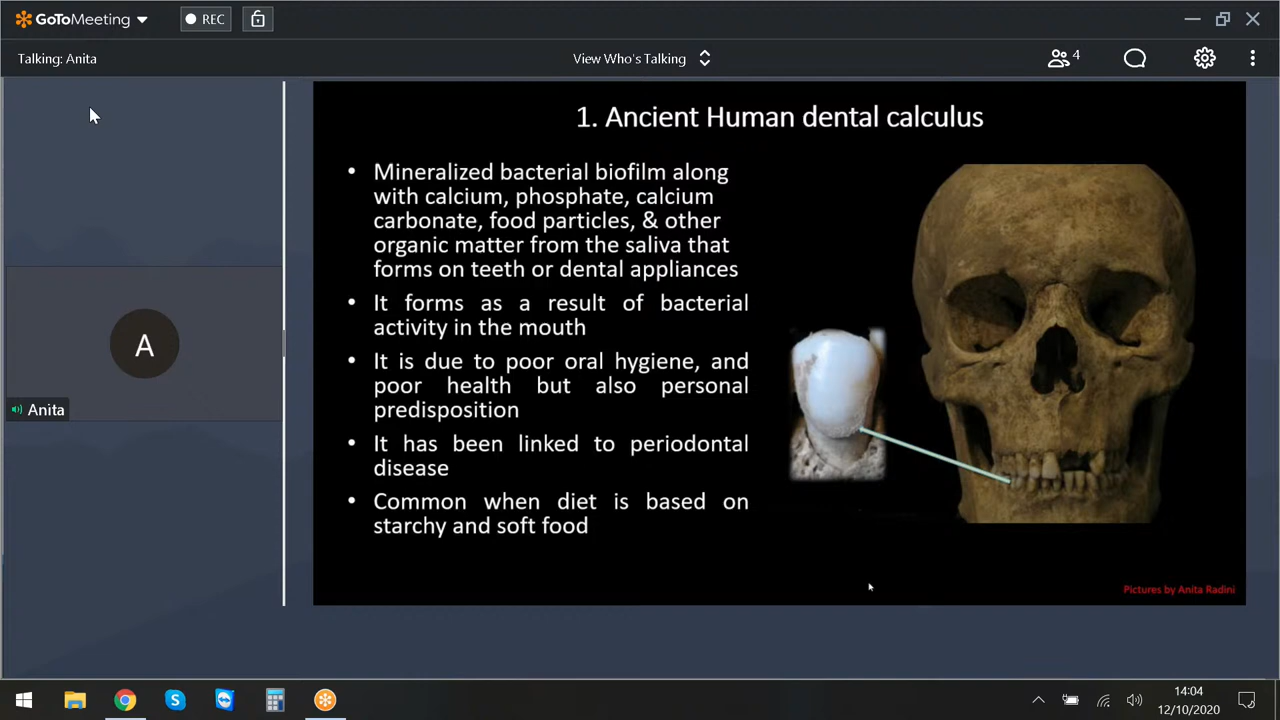 GoToMeeting
REC
Talking: Anita
View Who's Talking
4
1. Ancient Human dental calculus
• Mineralized bacterial biofilm along
with calcium, phosphate, calcium
carbonate, food particles, & other
organic matter from the saliva that
forms on teeth or dental appliances
• It forms as a result of bacterial
activity in the mouth
• It is due to poor oral hygiene, and
poor health but also personal
predisposition
• It has been linked to periodontal
disease
• Common when diet is based on
starchy and soft food
Pictures by Anita Radini
A
Anita
14:04
12/10/2020